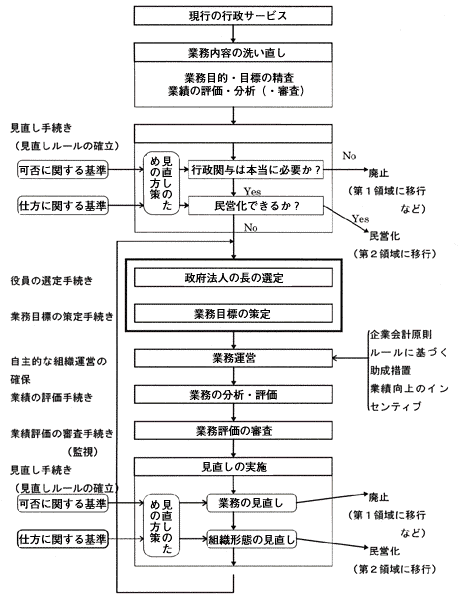 現行の行政サービス
業務内容の洗い直し
業務目的・目標の精査
業績の評価・分析(・審査)
見直し手続き
(見直しルールの確立)
可否に関する基準
仕方に関する基準
見直しのた
めの方策
行政関与は本当に必要か?
No
廃止
(第1領域に移行
など)
Yes
民営化できるか?
Yes
民営化
(第2領域に移行)
No
役員の選定手続き
政府法人の長の選定
業務目標の策定手続き
業務目標の策定
自主的な組織運営の
確保
業務運営
企業会計原則
ルールに基づく
助成措置
業績向上のイン
センティブ
業績の評価手続き
業務の分析・評価
業績評価の審査手続き
(監視)
業務評価の審査
見直し手続き
(見直しルールの確立)
見直しの実施
可否に関する基準
仕方に関する基準
見直しのた
めの方策
業務の見直し
廃止
(第1領域に移行
など)
組織形態の見直し
民営化
(第2領域に移行)